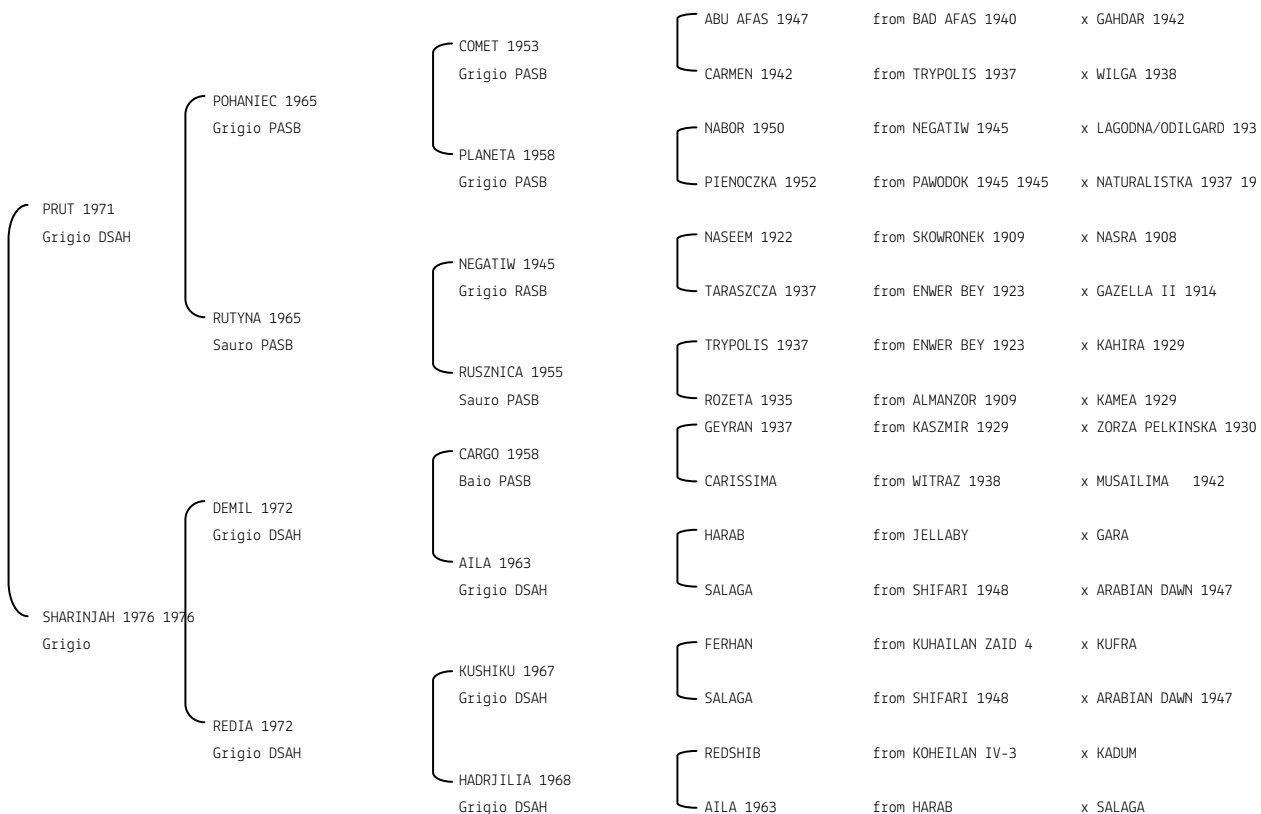 ABU AFAS 1947 from BAD AFAS 1940 x GAHDAR 1942
COMET 1953
Grigio PASB CARMEN 1942 from TRYPOLIS 1937 x WILGA 1938
POHANIEC 1965
Grigio PASB NABOR 1950 from NEGATIW 1945 x LAGODNA/ODILGARD 193
PLANETA 1958
Grigio PASB PIENOCZKA 1952 from PAWODOK 1945 1945 x NATURALISTKA 1937 19
PRUT 1971
Grigio DSAH NASEEM 1922 from SKOWRONEK 1909 x NASRA 1908
NEGATIW 1945
Grigio RASB TARASZCZA 1937 from ENWER BEY 1923 x GAZELLA II 1914
RUTYNA 1965
Sauro PASB TRYPOLIS 1937 from ENWER BEY 1923 x KAHIRA 1929
RUSZNICA 1955
Sauro PASB ROZETA 1935 from ALMANZOR 1909 x KAMEA 1929
GEYRAN 1937 from KASZMIR 1929 x ZORZA PELKINSKA 1930
CARGO 1958
Baio PASB CARISSIMA from WITRAZ 1938 x MUSAILIMA 1942
DEMIL 1972
Grigio DSAH HARAB from JELLABY x GARA
AILA 1963
Grigio DSAH SALAGA from SHIFARI 1948 x ARABIAN DAWN 1947
SHARINJAH 1976 1976
Grigio FERHAN from KUHAILAN ZAID 4 x KUFRA
KUSHIKU 1967
Grigio DSAH SALAGA from SHIFARI 1948 x ARABIAN DAWN 1947
REDIA 1972
Grigio DSAH REDSHIB from KOHEILAN IV-3 x KADUM
HADRJILIA 1968
Grigio DSAH AILA 1963 from HARAB x SALAGA